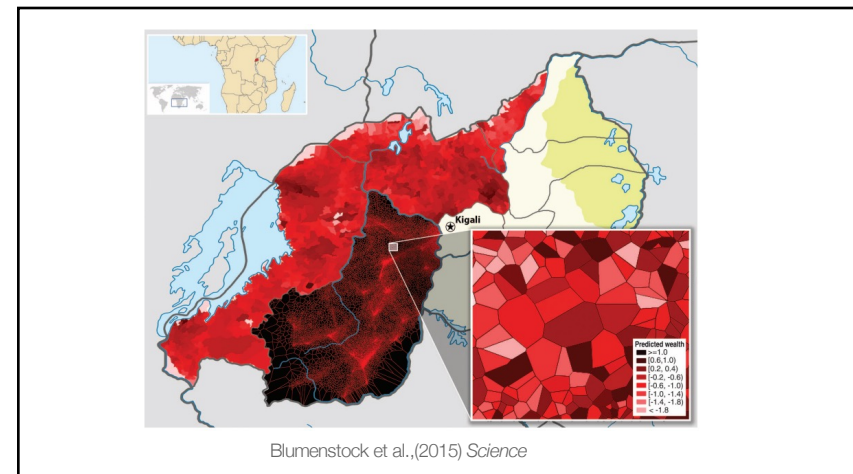 Kigali
Predicted wealth
>=1.0
[0.6,1.0)
[0.2, 0.4)
[-0.2, -0.6)
[-0.6, -1.0)
[-1.0, -1.4)
[-1.4, -1.8)
< -1.8
Blumenstock et al.,(2015) Science